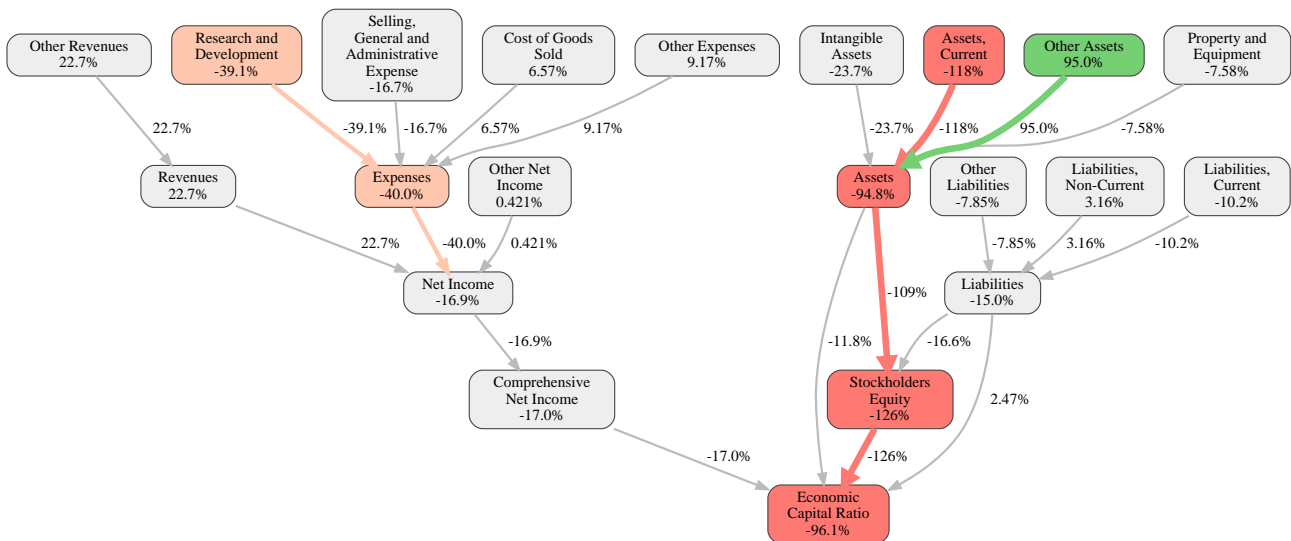 Other Revenues
22.7%
Research and
Development
-39.1%
Selling,
General and
Administrative
Expense
-16.7%
Cost of Goods
Sold
6.57%
Other Expenses
9.17%
Intangible
Assets
-23.7%
Assets,
Current
-118%
Other Assets
95.0%
Property and
Equipment
-7.58%
22.7%
-39.1%
-16.7%
6.57%
9.17%
-23.7%
-118%
95.0%
-7.58%
Revenues
22.7%
Expenses
-40.0%
Other Net
Income
0.421%
Assets
-94.8%
Other
Liabilities
-7.85%
Liabilities,
Non-Current
3.16%
Liabilities,
Current
-10.2%
22.7%
-40.0%
0.421%
-7.85%
3.16%
-10.2%
Net Income
-16.9%
-109%
Liabilities
-15.0%
-16.9%
-11.8%
-16.6%
Comprehensive
Net Income
-17.0%
Stockholders
Equity
-126%
2.47%
-17.0%
-126%
Economic
Capital Ratio
-96.1%